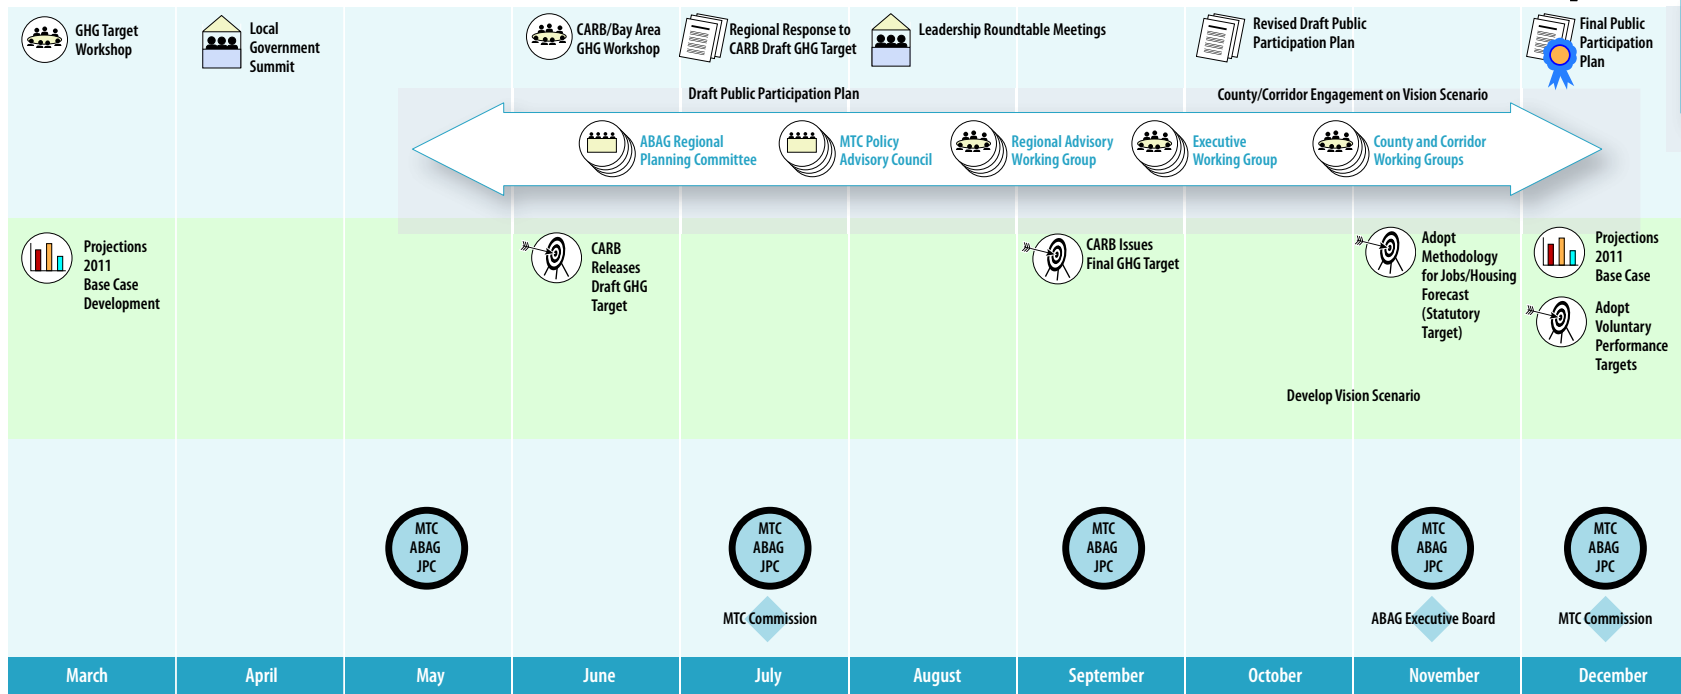 GHG Target
Workshop
Local
Government
Summit
CARB/Bay Area
GHG Workshop
Regional Response to
CARB Draft GHG Target
Leadership Roundtable Meetings
Revised Draft Public
Participation Plan
Final Public
Participation
Plan
Draft Public Participation Plan
County/Corridor Engagement on Vision Scenario
ABAG Regional
Planning Committee
MTC Policy
Advisory Council
Regional Advisory
Working Group
Executive
Working Group
County and Corridor
Working Groups
Projections
2011
Base Case
Development
CARB
Releases
Draft GHG
Target
CARB Issues
Final GHG Target
Adopt
Methodology
for Jobs/Housing
Forecast
(Statutory
Target)
Projections
2011
Base Case
Adopt
Voluntary
Performance
Targets
Develop Vision Scenario
MTC
ABAG
JPC
MTC
ABAG
JPC
MTC
ABAG
JPC
MTC
ABAG
JPC
MTC
ABAG
JPC
MTC Commission
ABAG Executive Board
MTC Commission
March
April
May
June
July
August
September
October
November
December